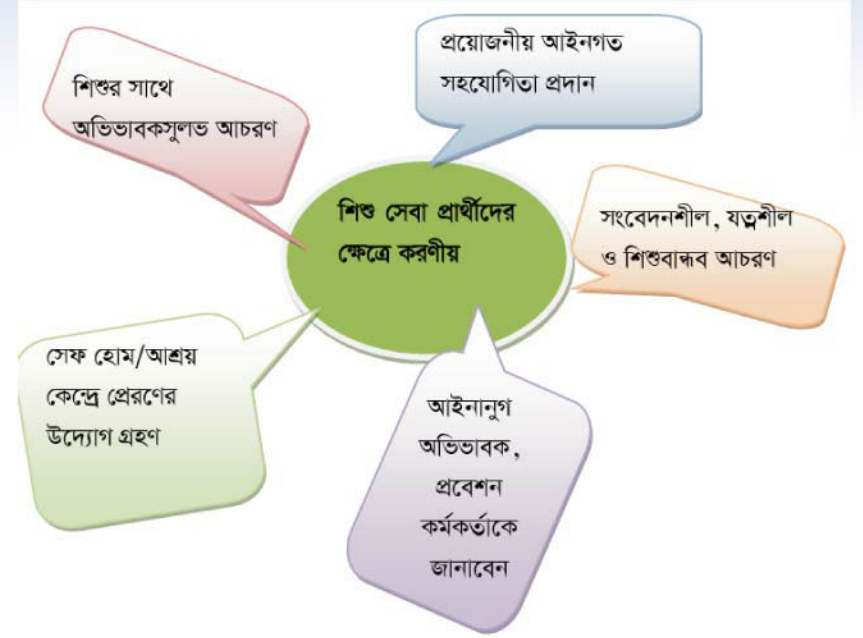 প্রয়োজনীয় আইনগত
সহযোগিতা প্রদান
শিশুর সাথে
অভিভাবকসুলভ আচরণ
শিশু সেবা প্রার্থীদের
ক্ষেত্রে করণীয়
সংবেদনশীল, যত্নশীল
ও শিশুবান্ধব আচরণ
সেফ হোম/আশ্রয়
কেন্দ্রে প্রেরণের
উদ্যোগ গ্রহণ
আইনানুগ
অভিভাবক,
প্রবেশন
কর্মকর্তাকে
জানাবেন